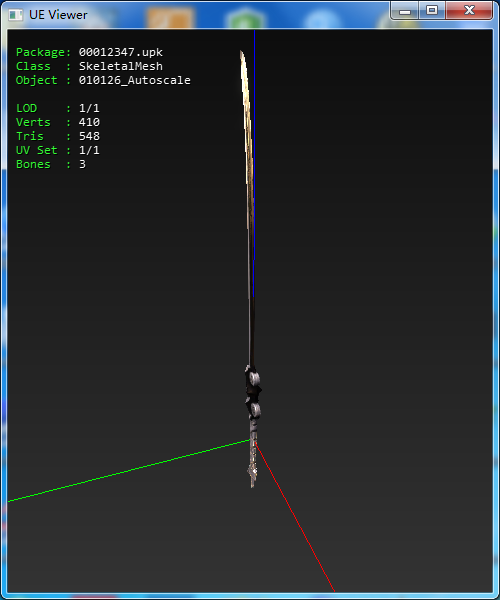 UE Viewer
Package: 00012347.upk
Class  : SkeletalMesh
Object : 010126_Autoscale
LOD    : 1/1
Verts  : 410
Tris   : 548
UV Set : 1/1
Bones  : 3